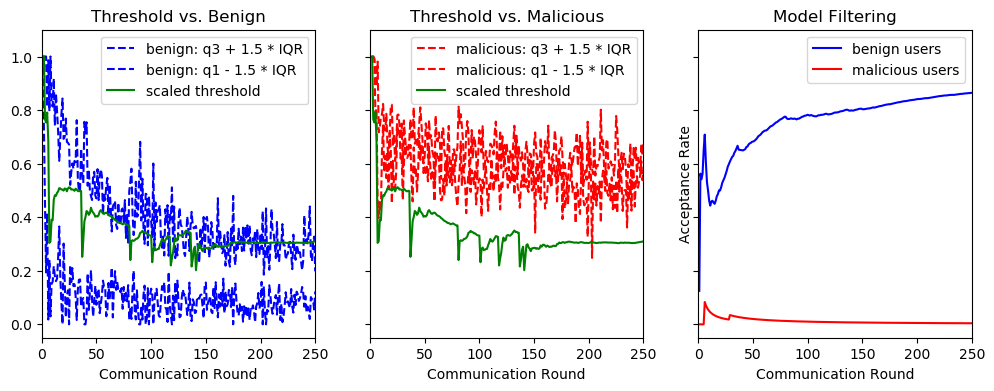 Threshold vs. Benign
benign: q3 + 1.5 * IQR
benign: q1 - 1.5 * IQR
scaled threshold
1.0
0.8
0.6
0.4
0.2
0.0
0 50 100 150 200 250
Communication Round
Threshold vs. Malicious
malicious: q3 + 1.5 * IQR
malicious: q1 - 1.5 * IQR
scaled threshold
0 50 100 150 200 250
Communication Round
Model Filtering
benign users
malicious users
Acceptance Rate
0 50 100 150 200 250
Communication Round